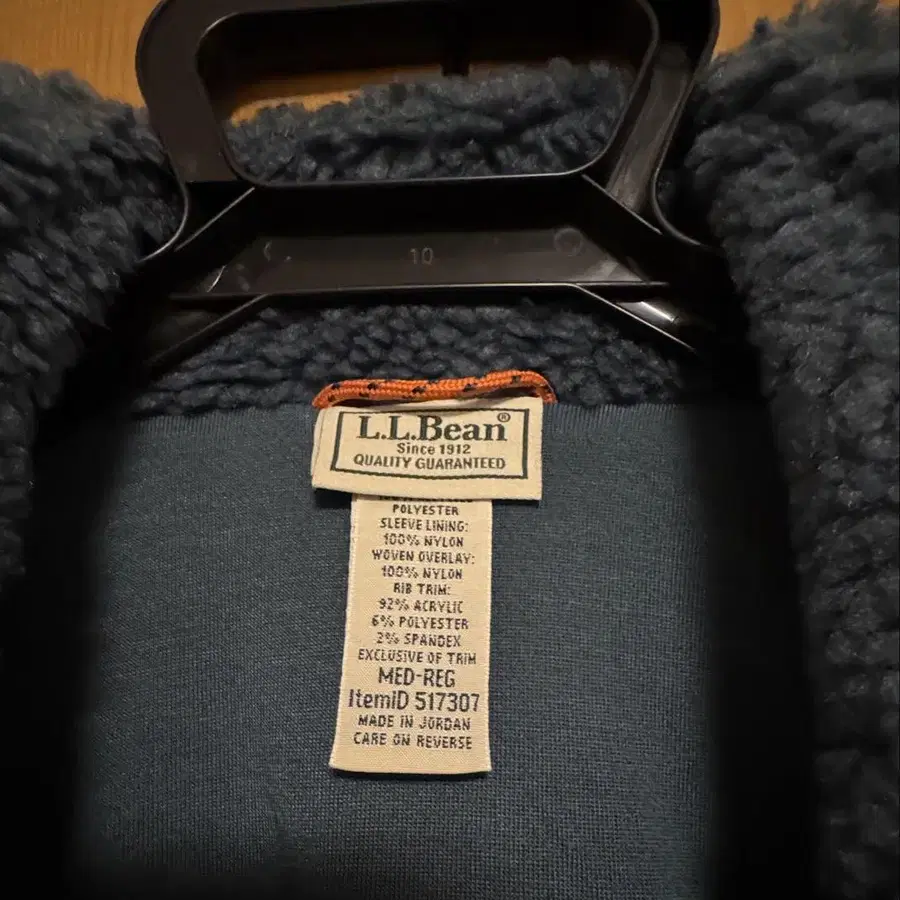 10
L.L.Bean®
Since 1912
QUALITY GUARANTEED
POLYESTER
SLEEVE LINING:
100% NYLON
WOVEN OVERLAY:
100% NYLON
RIB TRIM:
92% ACRYLIC
6% POLYESTER
2% SPANDEX
EXCLUSIVE OF TRIM
MED-REG
ItemID 517307
MADE IN JORDAN
CARE ON REVERSE